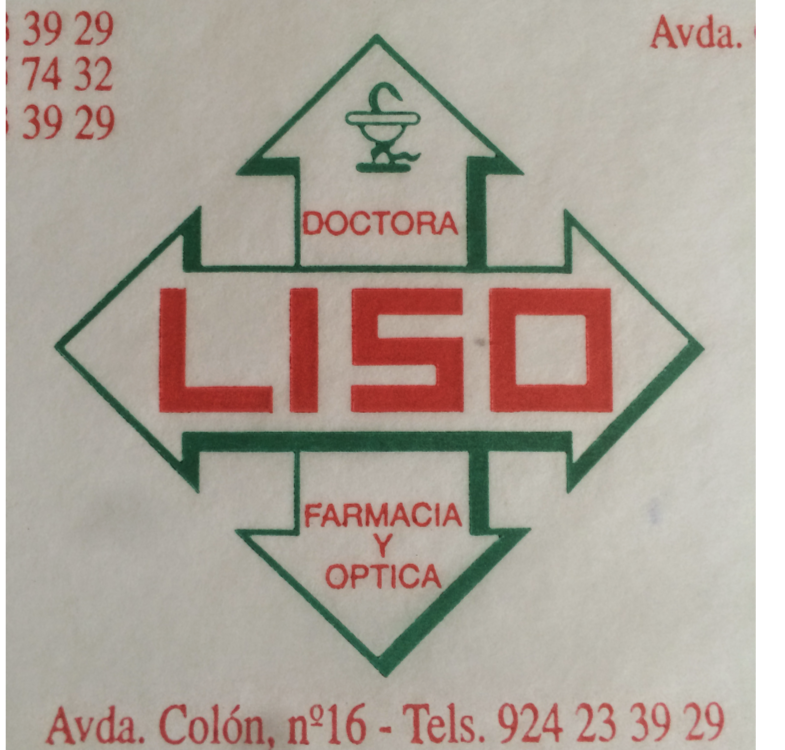 39 29
74 32
39 29
Avda.
DOCTORA
LISO
FARMACIA
Y
OPTICA
Avda. Colón, nº16 - Tels. 924 23 39 29